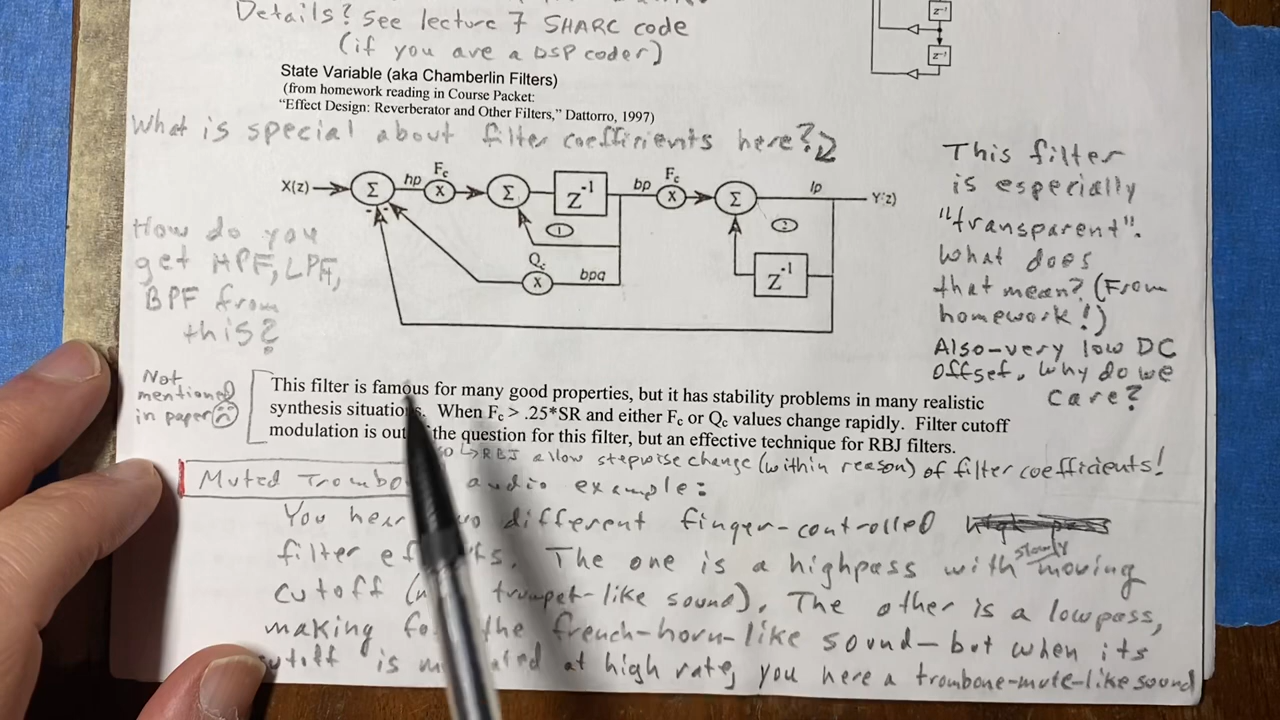 Details? See lecture 7 SHARC code
(if you are a DSP coder)
z⁻¹
z⁻¹
State Variable (aka Chamberlin Filters)
(from homework reading in Course Packet:
"Effect Design: Reverberator and Other Filters," Dattorro, 1997)
What is special about filter coefficients here?
X(z) Σ hp Fc X Σ Z⁻¹ bp Fc X Σ lp Y(z)
1 2
Qc X bpq Z⁻¹
How do you
get HPF, LPF,
BPF from
this?
This filter
is especially
"transparent".
What does
that mean? (From
homework!)
Also-very low DC
offset. Why do we
care?
Not
mentioned
in paper
This filter is famous for many good properties, but it has stability problems in many realistic
synthesis situations. When Fc > .25*SR and either Fc or Qc values change rapidly. Filter cutoff
modulation is out the question for this filter, but an effective technique for RBJ filters.
RBJ allow stepwise change (within reason) of filter coefficients!
Muted audio example:
You hear different finger-controlled
filter The one is a highpass with slowly moving
cutoff trumpet-like sound). The other is a lowpass,
making the french-horn-like sound-but when its
cutoff is at high rate, you here a trombone-mute-like sound